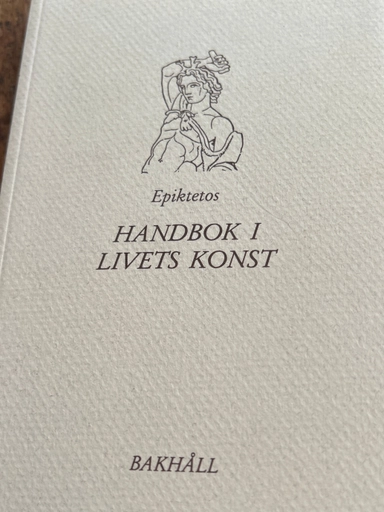 Epiktetos
HANDBOK I
LIVETS KONST
BAKHÅLL